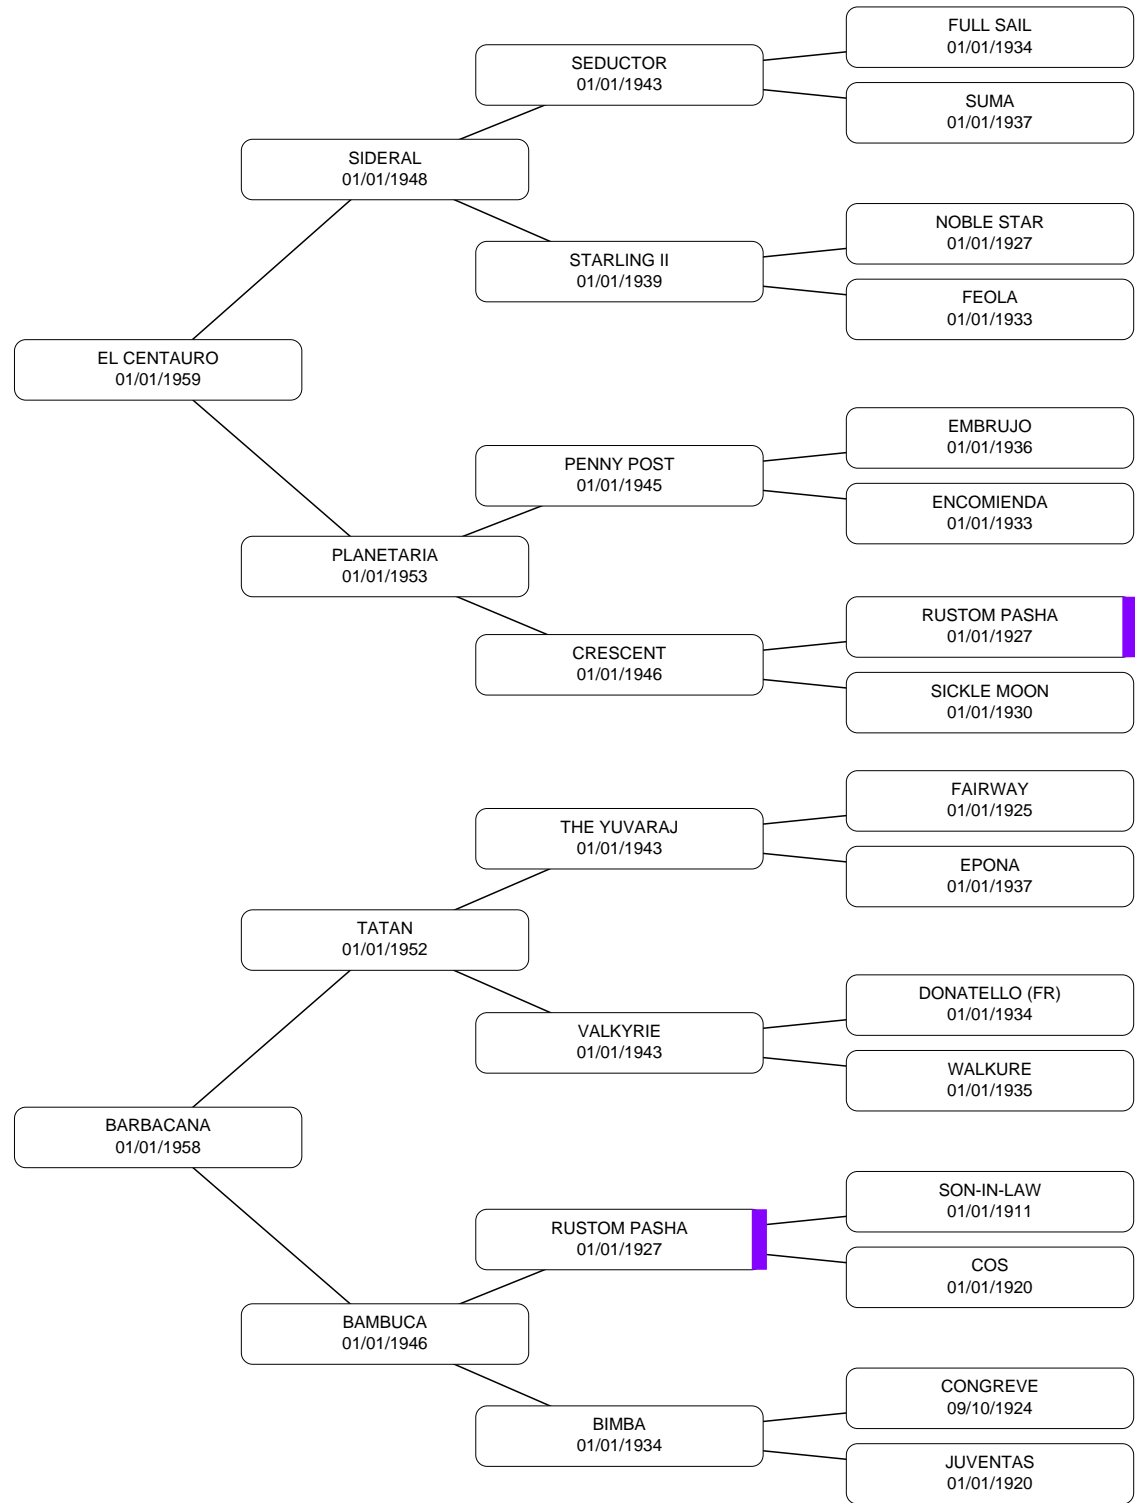 FULL SAIL
01/01/1934
SEDUCTOR
01/01/1943
SUMA
01/01/1937
SIDERAL
01/01/1948
NOBLE STAR
01/01/1927
STARLING II
01/01/1939
FEOLA
01/01/1933
EL CENTAURO
01/01/1959
EMBRUJO
01/01/1936
PENNY POST
01/01/1945
ENCOMIENDA
01/01/1933
PLANETARIA
01/01/1953
RUSTOM PASHA
01/01/1927
CRESCENT
01/01/1946
SICKLE MOON
01/01/1930
FAIRWAY
01/01/1925
THE YUVARAJ
01/01/1943
EPONA
01/01/1937
TATAN
01/01/1952
DONATELLO (FR)
01/01/1934
VALKYRIE
01/01/1943
WALKURE
01/01/1935
BARBACANA
01/01/1958
SON-IN-LAW
01/01/1911
RUSTOM PASHA
01/01/1927
COS
01/01/1920
BAMBUCA
01/01/1946
CONGREVE
09/10/1924
BIMBA
01/01/1934
JUVENTAS
01/01/1920